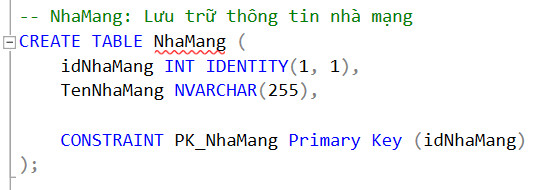 -- NhaMang: Lưu trữ thông tin nhà mạng
CREATE TABLE NhaMang (
idNhaMang INT IDENTITY(1, 1),
TenNhaMang NVARCHAR(255),
CONSTRAINT PK_NhaMang Primary Key (idNhaMang)
);